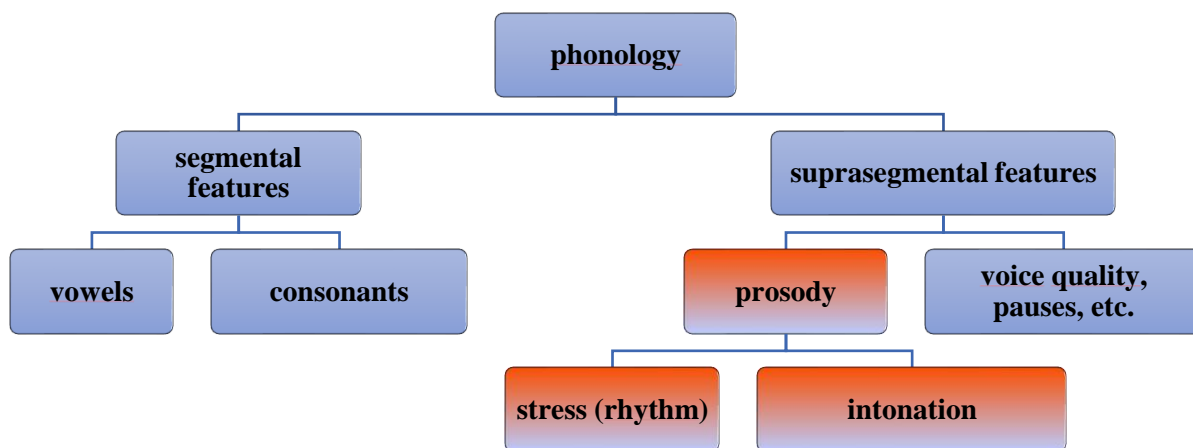 phonology
segmental
features
suprasegmental features
vowels
consonants
prosody
voice quality,
pauses, etc.
stress (rhythm)
intonation